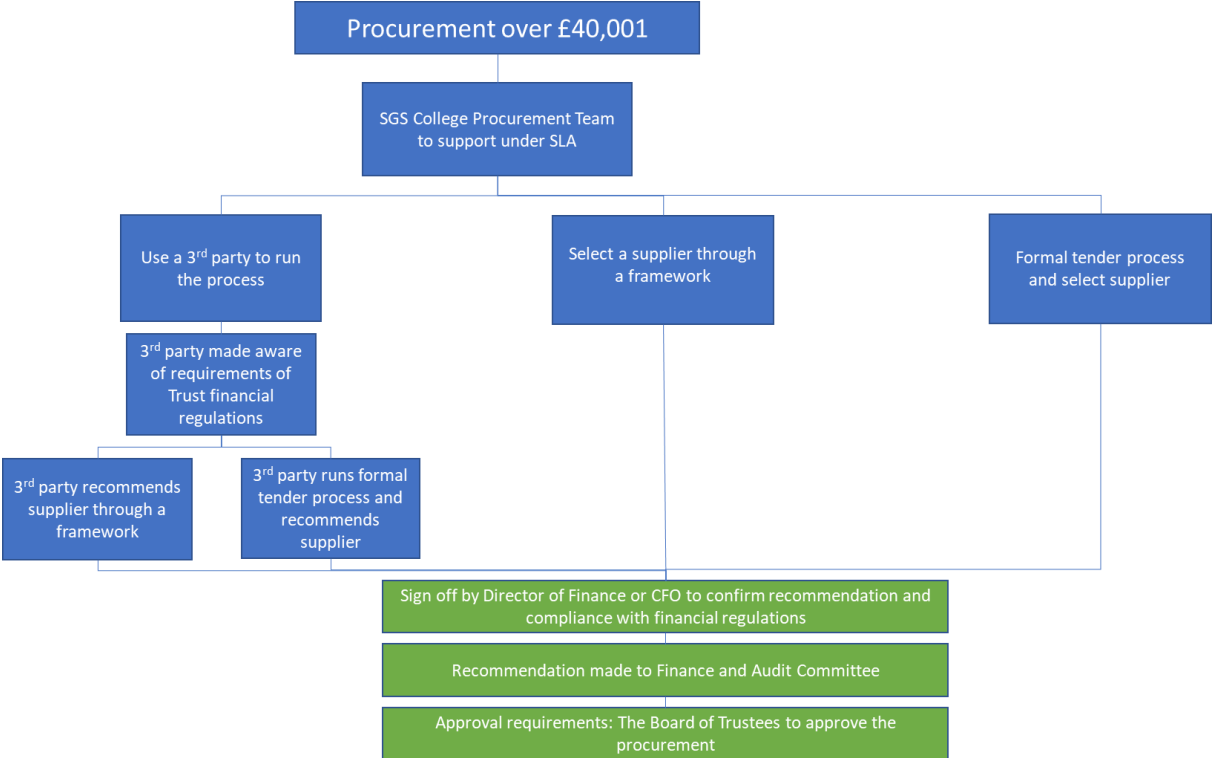 Procurement over £40,001
SGS College Procurement Team
to support under SLA
Use a 3rd party to run
the process
Select a supplier through
a framework
Formal tender process
and select supplier
3rd party made aware
of requirements of
Trust financial
regulations
3rd party recommends
supplier through a
framework
3rd party runs formal
tender process and
recommends
supplier
Sign off by Director of Finance or CFO to confirm recommendation and
compliance with financial regulations
Recommendation made to Finance and Audit Committee
Approval requirements: The Board of Trustees to approve the
procurement